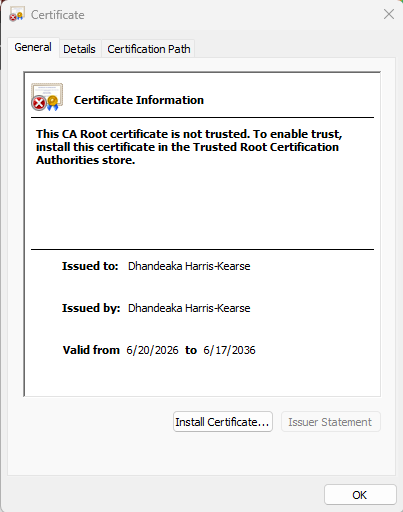 Certificate
General
Details
Certification Path
Certificate Information
This CA Root certificate is not trusted. To enable trust,
install this certificate in the Trusted Root Certification
Authorities store.
Issued to: Dhandeaka Harris-Kearse
Issued by: Dhandeaka Harris-Kearse
Valid from 6/20/2026 to 6/17/2036
Install Certificate...
Issuer Statement
OK